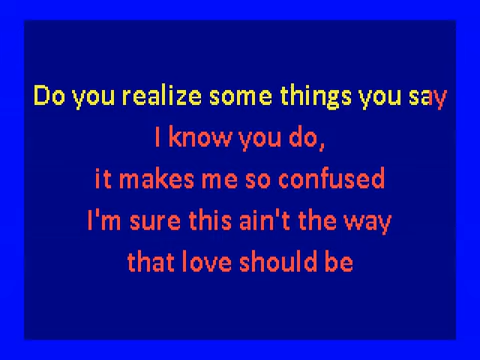 Do you realize some things you say
I know you do,
it makes me so confused
I'm sure this ain't the way
that love should be